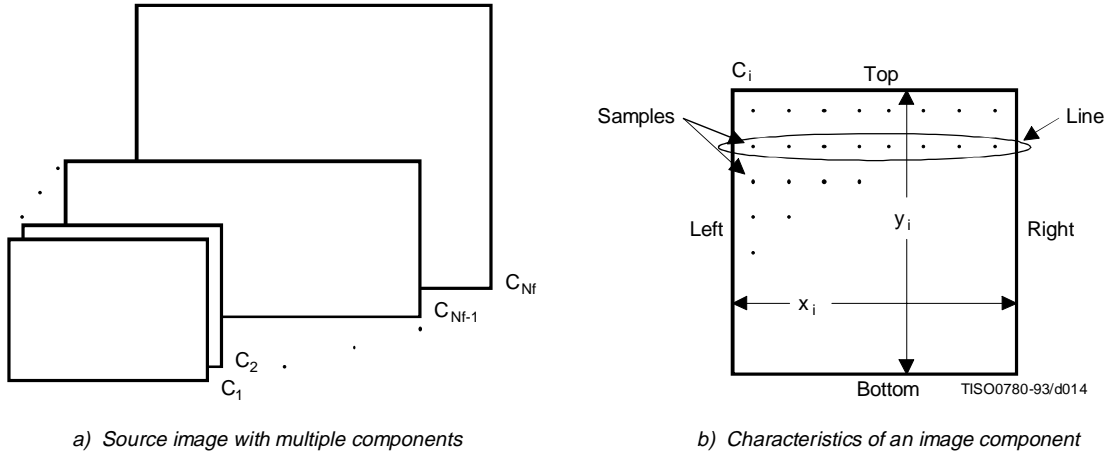 C_Nf
C_Nf-1
C_2
C_1
a) Source image with multiple components
C_i
Top
Samples
Line
Left
y_i
Right
x_i
Bottom
TISO0780-93/d014
b) Characteristics of an image component